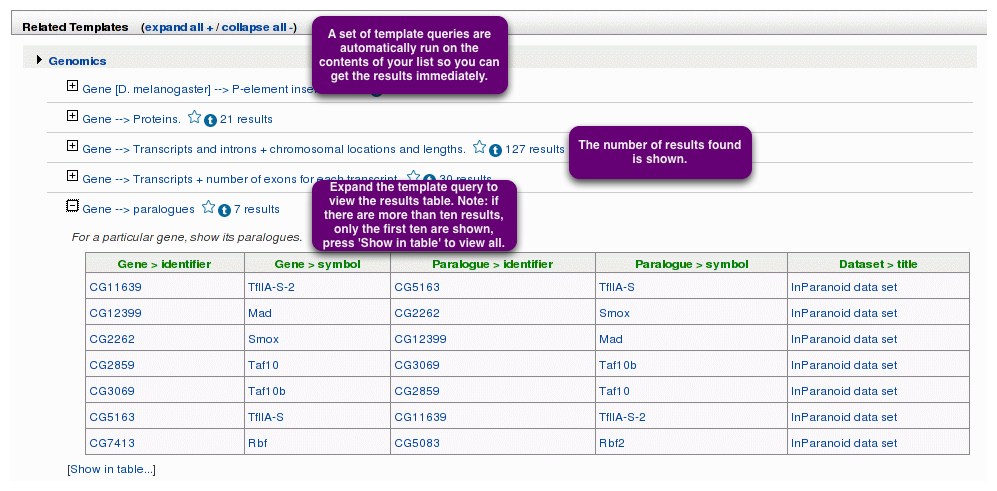 Related Templates (expand all + / collapse all -)
A set of template queries are
automatically run on the
contents of your list so you can
get the results immediately.
Genomics
Gene [D. melanogaster] --> P-element
Gene --> Proteins. t 21 results
Gene --> Transcripts and introns + chromosomal locations and lengths. t 127 results
The number of results found
is shown.
Gene --> Transcripts + number of exons for each transcript. t 30 results
Expand the template query to
view the results table. Note: if
there are more than ten results,
only the first ten are shown,
press 'Show in table' to view all.
Gene --> paralogues t 7 results
For a particular gene, show its paralogues.
Gene > identifier Gene > symbol Paralogue > identifier Paralogue > symbol Dataset > title
CG11639 TfIIA-S-2 CG5163 TfIIA-S InParanoid data set
CG12399 Mad CG2262 Smox InParanoid data set
CG2262 Smox CG12399 Mad InParanoid data set
CG2859 Taf10 CG3069 Taf10b InParanoid data set
CG3069 Taf10b CG2859 Taf10 InParanoid data set
CG5163 TfIIA-S CG11639 TfIIA-S-2 InParanoid data set
CG7413 Rbf CG5083 Rbf2 InParanoid data set
[Show in table...]